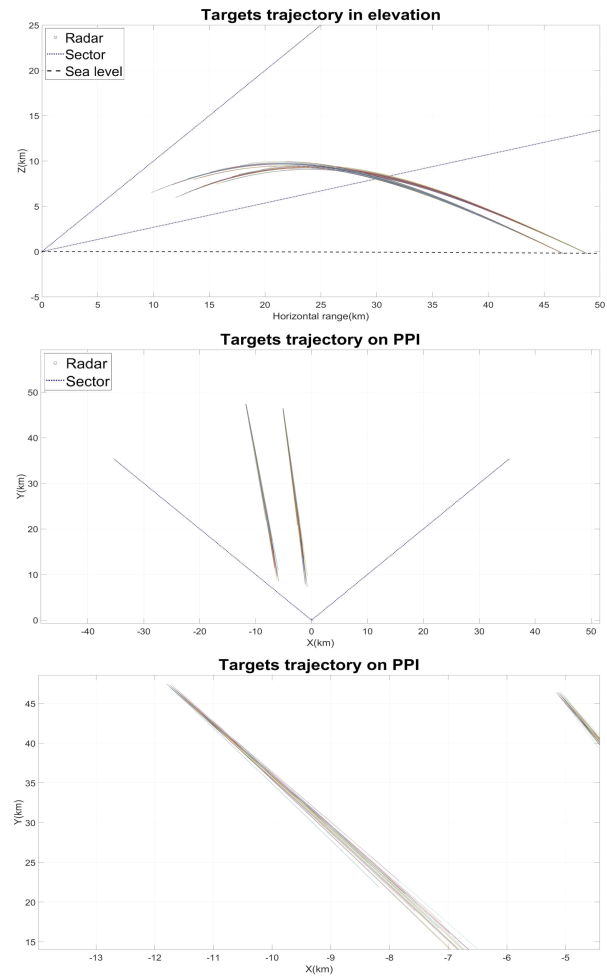 Targets trajectory in elevation
25
20
15
10
5
0
-5
Z(km)
Radar
Sector
Sea level
0 5 10 15 20 25 30 35 40 45 50
Horizontal range(km)
Targets trajectory on PPI
50
40
30
20
10
0
Y(km)
Radar
Sector
-40 -30 -20 -10 0 10 20 30 40 50
X(km)
Targets trajectory on PPI
45
40
35
30
25
20
15
Y(km)
-13 -12 -11 -10 -9 -8 -7 -6 -5
X(km)